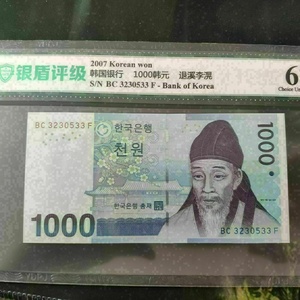 银盾评级
2007 Korean won
韩国银行 1000韩元 退溪李滉
S/N BC 3230533 F - Bank of Korea
6
Choice Un
BC 3230533 F
한국은행
천원
한국은행 총재
1000
1000
BC 3230533 F